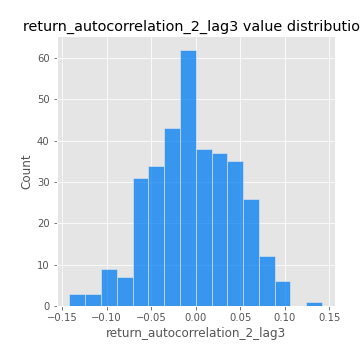 return_autocorrelation_2_lag3 value distributio
60
50
40
30
20
10
0
Count
−0.15 −0.10 −0.05 0.00 0.05 0.10 0.15
return_autocorrelation_2_lag3